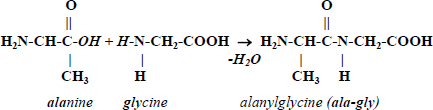 O O
|| ||
H₂N-CH-C-OH + H-N-CH₂-COOH → H₂N-CH-C-N-CH₂-COOH
| | -H₂O | |
CH₃ H CH₃ H
alanine glycine alanylglycine (ala-gly)